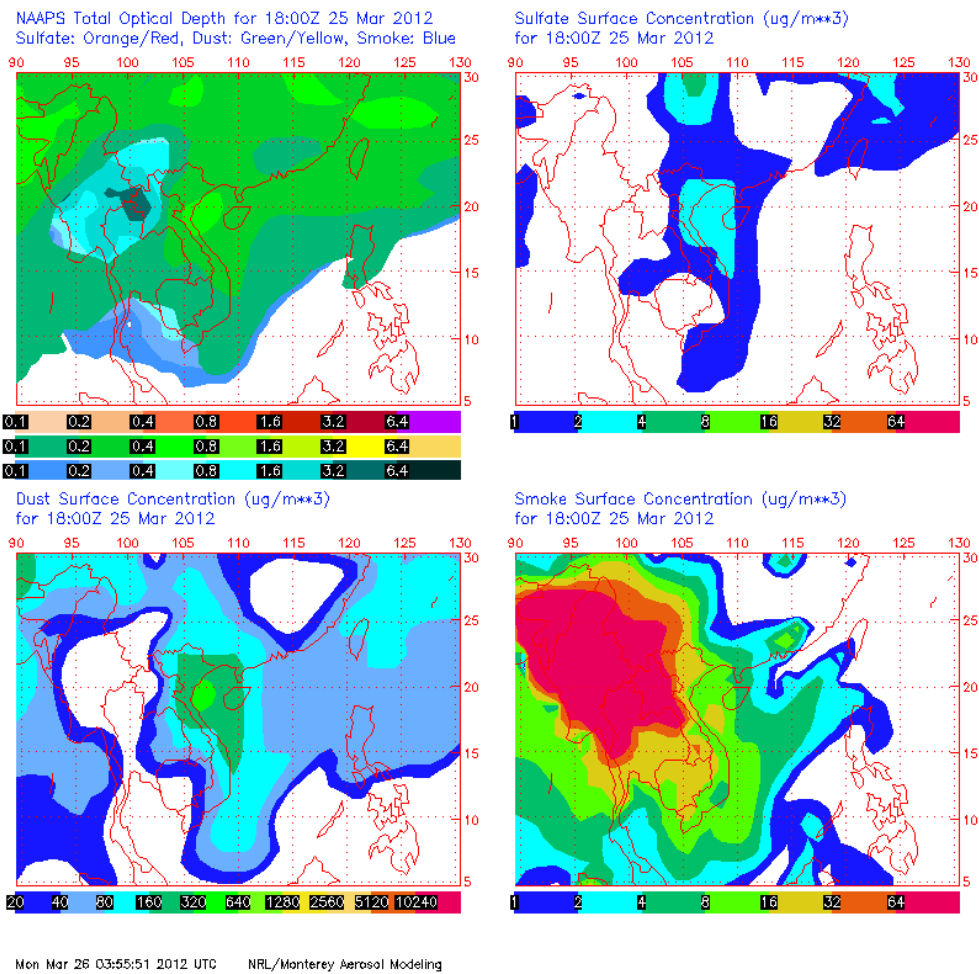 NAAPS Total Optical Depth for 18:00Z 25 Mar 2012
Sulfate: Orange/Red, Dust: Green/Yellow, Smoke: Blue
90 95 100 105 110 115 120 125 130
30
25
20
15
10
5
0.1 0.2 0.4 0.8 1.6 3.2 6.4
0.1 0.2 0.4 0.8 1.6 3.2 6.4
0.1 0.2 0.4 0.8 1.6 3.2 6.4
Sulfate Surface Concentration (ug/m**3)
for 18:00Z 25 Mar 2012
90 95 100 105 110 115 120 125 130
30
25
20
15
10
5
1 2 4 8 16 32 64
Dust Surface Concentration (ug/m**3)
for 18:00Z 25 Mar 2012
90 95 100 105 110 115 120 125 130
30
25
20
15
10
5
20 40 80 160 320 640 1280 2560 5120 10240
Smoke Surface Concentration (ug/m**3)
for 18:00Z 25 Mar 2012
90 95 100 105 110 115 120 125 130
30
25
20
15
10
5
1 2 4 8 16 32 64
Mon Mar 26 03:55:51 2012 UTC NRL/Monterey Aerosol Modeling